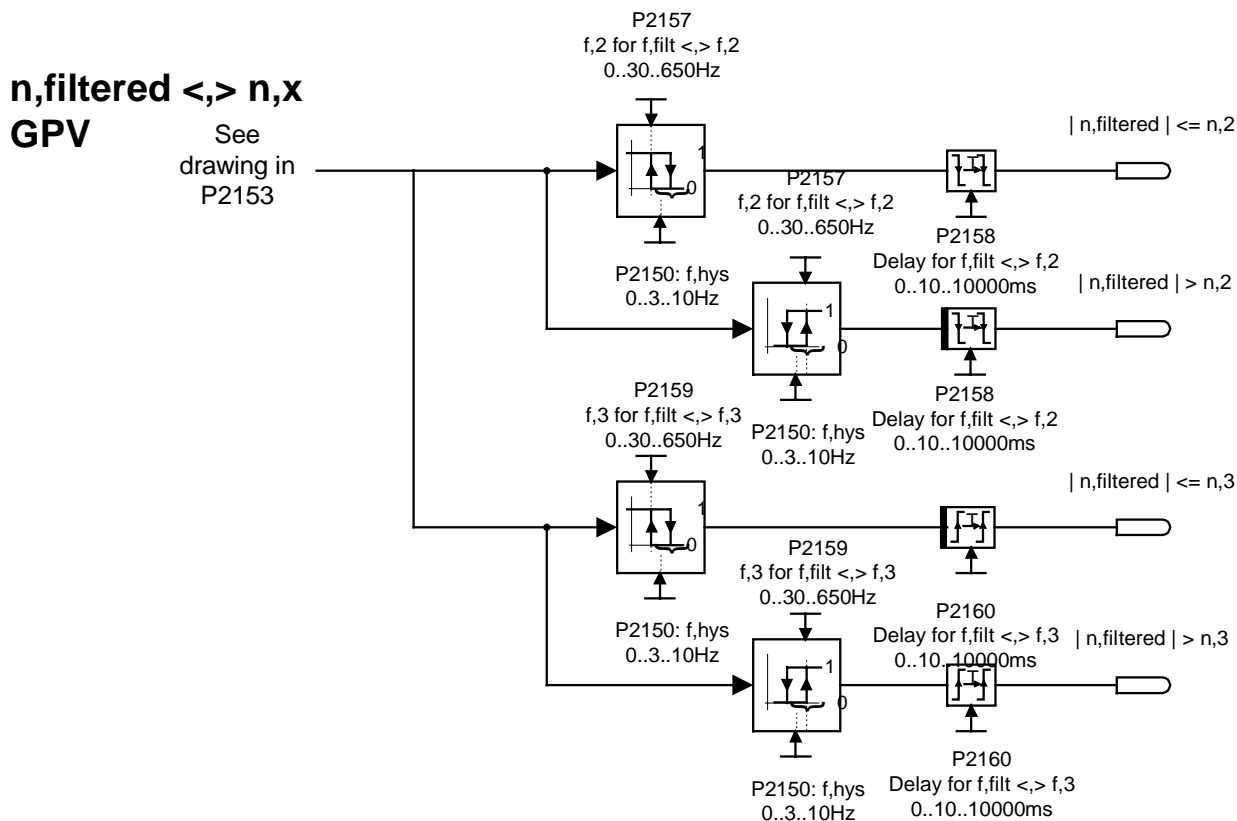 P2157
f,2 for f,filt <,> f,2
0..30..650Hz
n,filtered <,> n,x
GPV
See
drawing in
P2153
1
0
| n,filtered | <= n,2
T
P2157
f,2 for f,filt <,> f,2
0..30..650Hz
P2158
Delay for f,filt <,> f,2
0..10..10000ms
P2150: f,hys
0..3..10Hz
| n,filtered | > n,2
1
0
T
P2159
f,3 for f,filt <,> f,3
0..30..650Hz
P2150: f,hys
0..3..10Hz
P2158
Delay for f,filt <,> f,2
0..10..10000ms
| n,filtered | <= n,3
1
0
T
P2159
f,3 for f,filt <,> f,3
0..30..650Hz
P2150: f,hys
0..3..10Hz
P2160
Delay for f,filt <,> f,3
0..10..10000ms
| n,filtered | > n,3
1
0
T
P2150: f,hys
0..3..10Hz
P2160
Delay for f,filt <,> f,3
0..10..10000ms